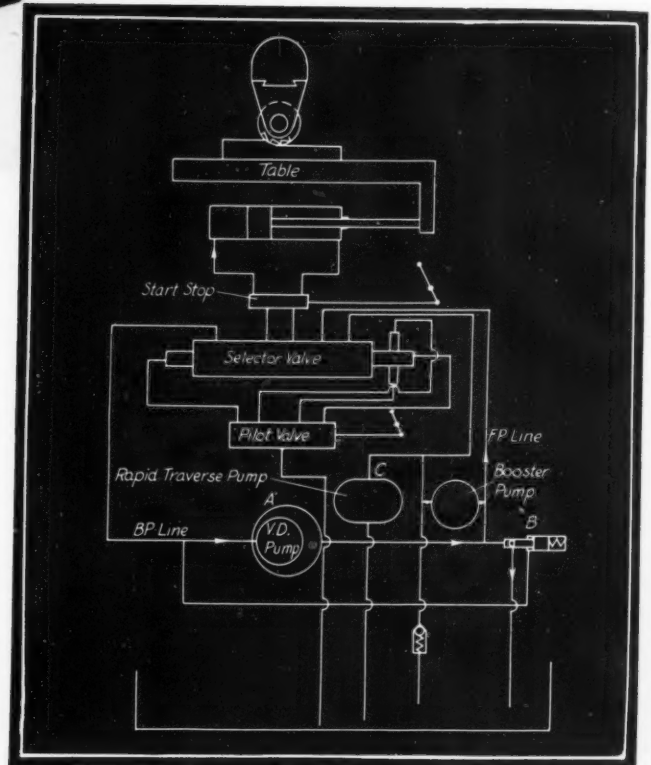 Table
Start Stop
Selector Valve
Pilot Valve
FP Line
Rapid Traverse Pump
C
Booster
Pump
A
B
BP Line
V.D.
Pump